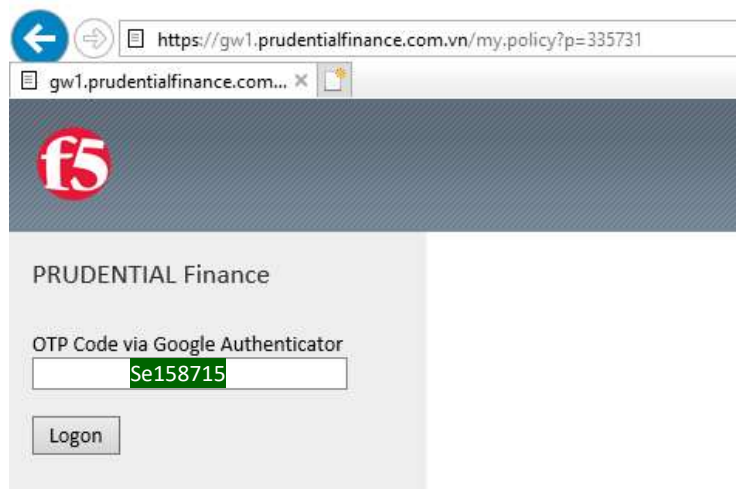 https://gw1.prudentialfinance.com.vn/my.policy?p=335731
gw1.prudentialfinance.com...
f5
PRUDENTIAL Finance
OTP Code via Google Authenticator
Se158715
Logon